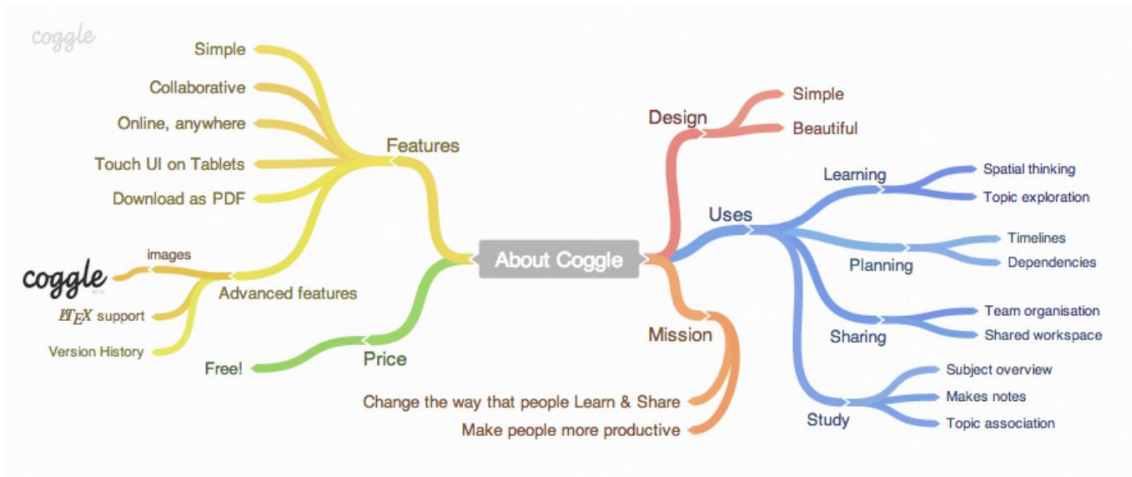 coggle
Simple
Collaborative
Online, anywhere
Touch UI on Tablets
Download as PDF
Features
images
coggle
Advanced features
LATEX support
Version History
Free!
Price
About Coggle
Design
Simple
Beautiful
Uses
Learning
Spatial thinking
Topic exploration
Planning
Timelines
Dependencies
Sharing
Team organisation
Shared workspace
Study
Subject overview
Makes notes
Topic association
Mission
Change the way that people Learn & Share
Make people more productive